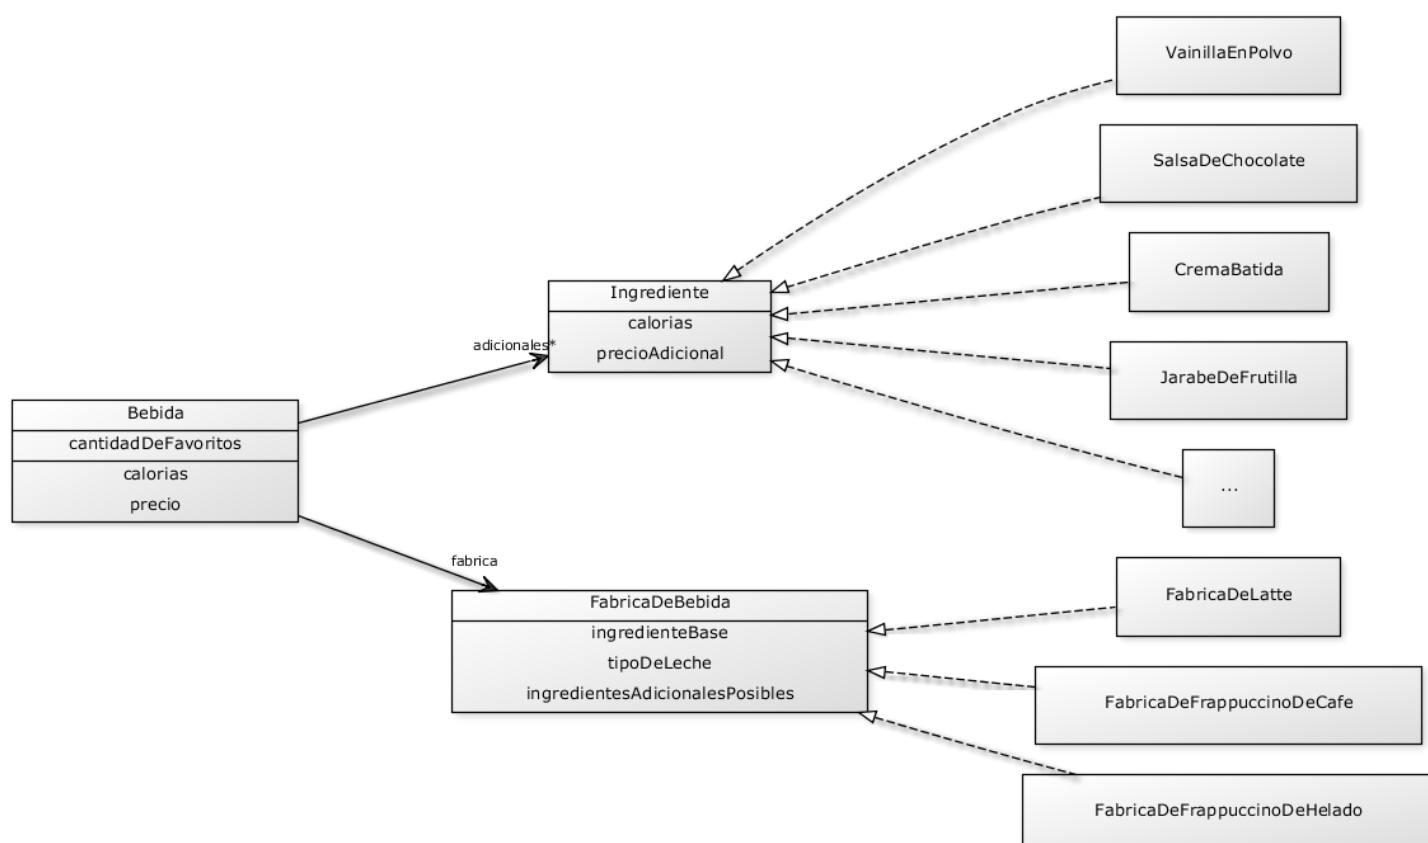 VainillaEnPolvo
SalsaDeChocolate
CremaBatida
Ingrediente
calorias
precioAdicional
adicionales*
JarabeDeFrutilla
Bebida
cantidadDeFavoritos
calorias
precio
...
fabrica
FabricaDeBebida
ingredienteBase
tipoDeLeche
ingredientesAdicionalesPosibles
FabricaDeLatte
FabricaDeFrappuccinoDeCafe
FabricaDeFrappuccinoDeHelado